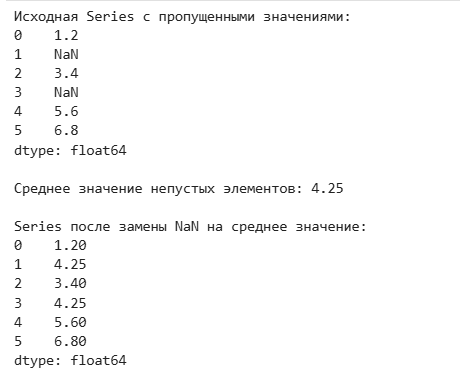 Исходная Series с пропущенными значениями:
0    1.2
1    NaN
2    3.4
3    NaN
4    5.6
5    6.8
dtype: float64
Среднее значение непустых элементов: 4.25
Series после замены NaN на среднее значение:
0    1.20
1    4.25
2    3.40
3    4.25
4    5.60
5    6.80
dtype: float64